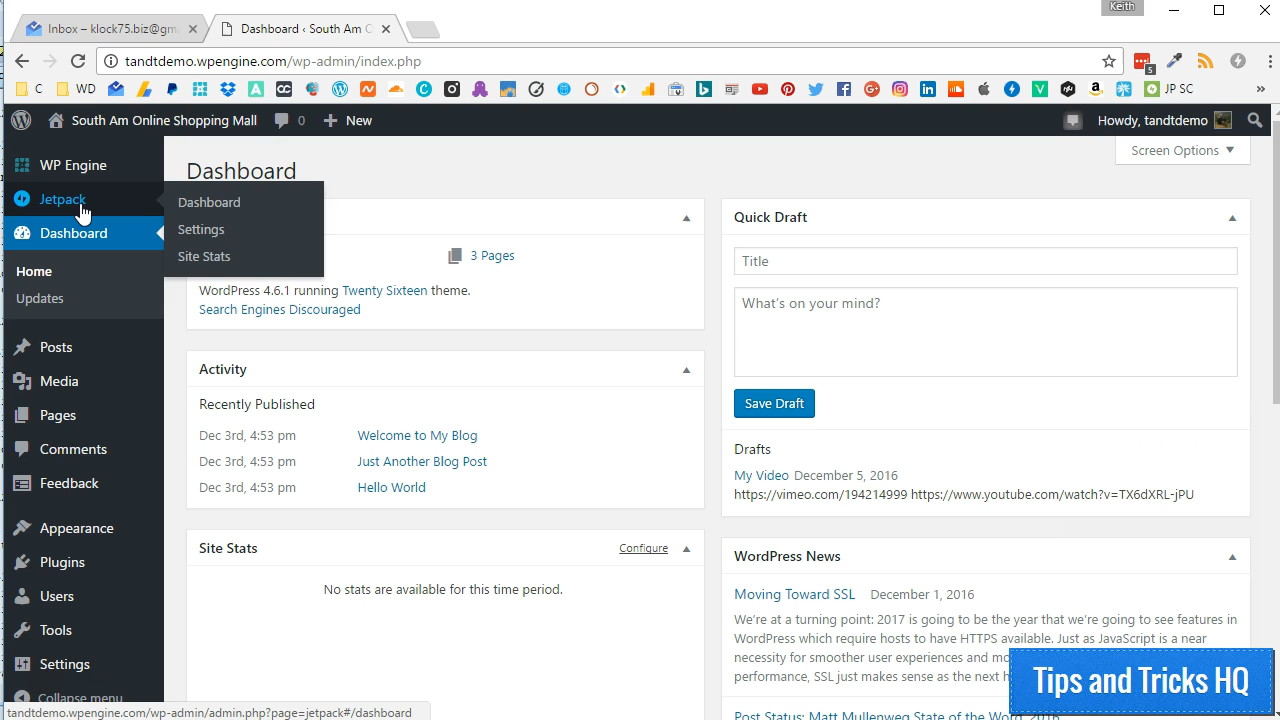 Keith
Inbox – klock75.biz@gm
Dashboard ‹ South Am O
tandtdemo.wpengine.com/wp-admin/index.php
C
WD
JP SC
5
South Am Online Shopping Mall
0
New
Howdy, tandtdemo
Screen Options
WP Engine
Jetpack
Dashboard
Home
Updates
Posts
Media
Pages
Comments
Feedback
Appearance
Plugins
Users
Tools
Settings
Collapse menu
Dashboard
Settings
Site Stats
Dashboard
3 Pages
WordPress 4.6.1 running Twenty Sixteen theme.
Search Engines Discouraged
Activity
Recently Published
Dec 3rd, 4:53 pm Welcome to My Blog
Dec 3rd, 4:53 pm Just Another Blog Post
Dec 3rd, 4:53 pm Hello World
Site Stats Configure
No stats are available for this time period.
Quick Draft
Title
What's on your mind?
Save Draft
Drafts
My Video December 5, 2016
https://vimeo.com/194214999 https://www.youtube.com/watch?v=TX6dXRL-jPU
WordPress News
Moving Toward SSL December 1, 2016
We're at a turning point: 2017 is going to be the year that we're going to see features in
WordPress which require hosts to have HTTPS available. Just as JavaScript is a near
necessity for smoother user experiences and mo
performance, SSL just makes sense as the next h
Post Status: Matt Mullenweg State of the Word, 2016
Tips and Tricks HQ
tandtdemo.wpengine.com/wp-admin/admin.php?page=jetpack#/dashboard